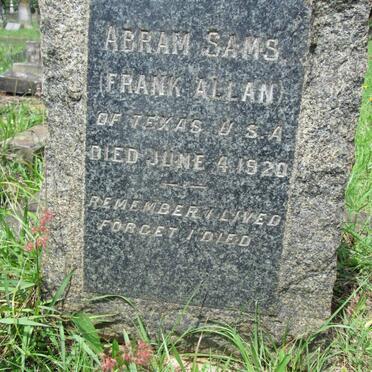 ABRAM SAMS
(FRANK ALLAN)
OF TEXAS U.S.A
DIED JUNE 4.1920
REMEMBER, I LIVED
FORGET, I DIED